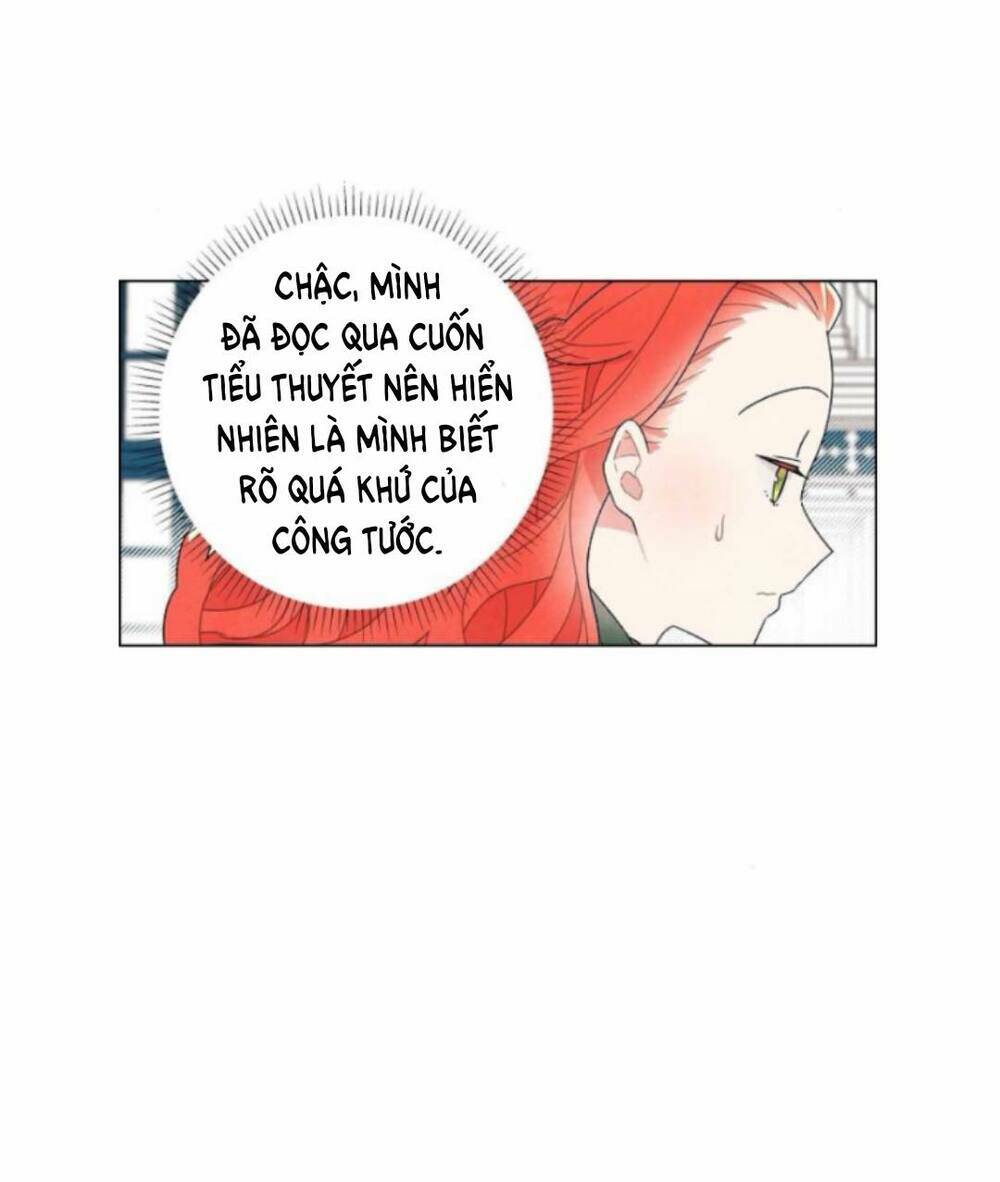 CHẬC, MÌNH
ĐÃ ĐỌC QUA CUỐN
TIỂU THUYẾT NÊN HIỂN
NHIÊN LÀ MÌNH BIẾT
RÕ QUÁ KHỨ CỦA
CÔNG TƯỚC.